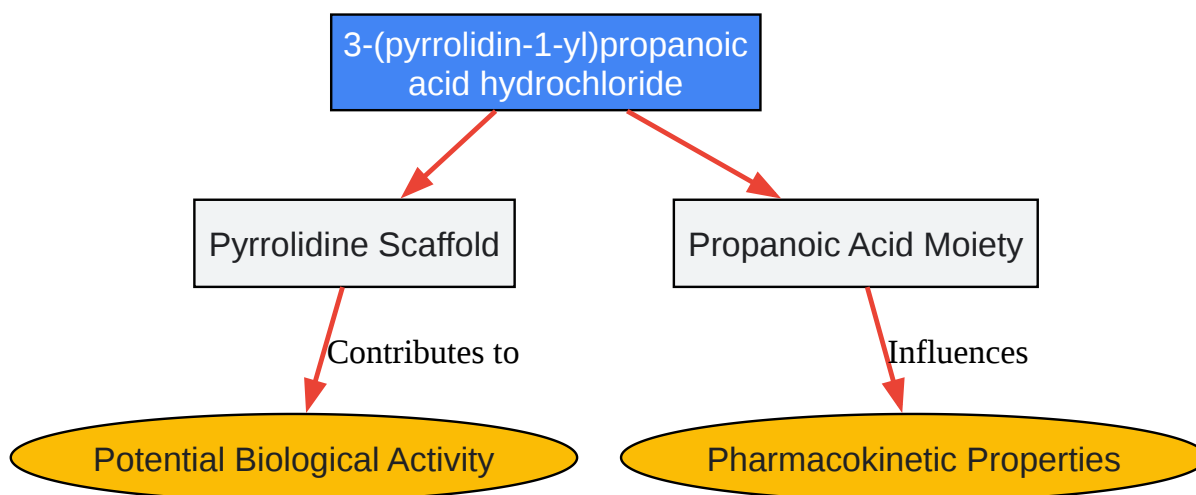 3-(pyrrolidin-1-yl)propanoic
acid hydrochloride
Pyrrolidine Scaffold
Propanoic Acid Moiety
Contributes to
Influences
Potential Biological Activity
Pharmacokinetic Properties